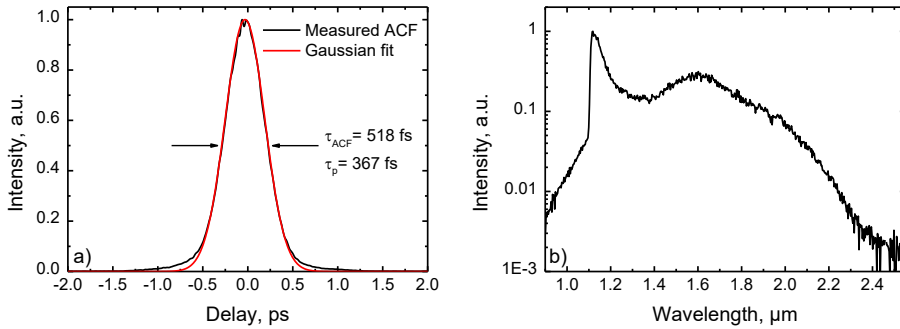 Measured ACF
Gaussian fit
τACF= 518 fs
τp= 367 fs
a)
Intensity, a.u.
1.0
0.8
0.6
0.4
0.2
0.0
-2.0 -1.5 -1.0 -0.5 0.0 0.5 1.0 1.5 2.0
Delay, ps
b)
Intensity, a.u.
1
0.1
0.01
1E-3
1.0 1.2 1.4 1.6 1.8 2.0 2.2 2.4
Wavelength, µm